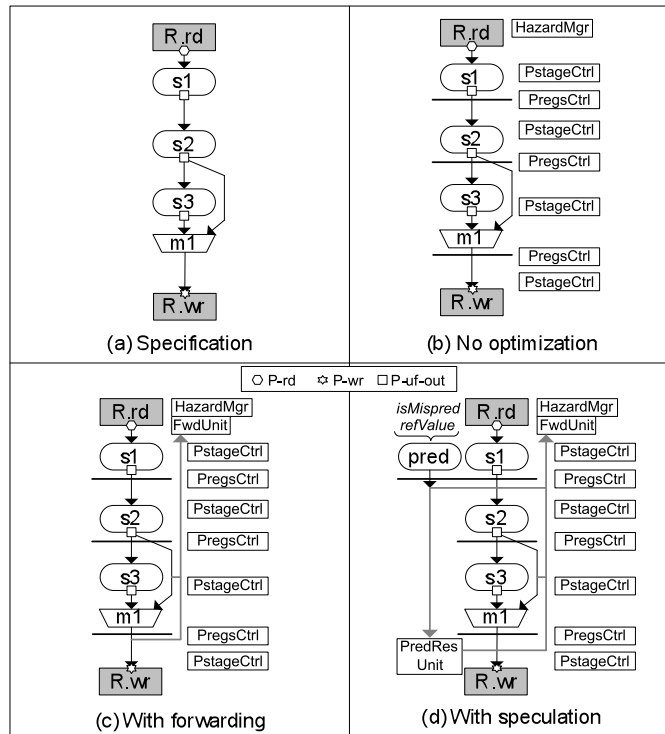 R.rd
s1
s2
s3
m1
R.wr
(a) Specification
R.rd
HazardMgr
s1
PstageCtrl
PregsCtrl
PstageCtrl
s2
PregsCtrl
s3
PstageCtrl
m1
PregsCtrl
PstageCtrl
R.wr
(b) No optimization
P-rd P-wr P-uf-out
R.rd
HazardMgr
FwdUnit
s1
PstageCtrl
PregsCtrl
PstageCtrl
s2
PregsCtrl
s3
PstageCtrl
m1
PregsCtrl
PstageCtrl
R.wr
(c) With forwarding
isMispred
refValue
R.rd
HazardMgr
FwdUnit
pred
s1
PstageCtrl
PregsCtrl
PstageCtrl
s2
PregsCtrl
s3
PstageCtrl
m1
PregsCtrl
PredRes
Unit
PstageCtrl
R.wr
(d) With speculation